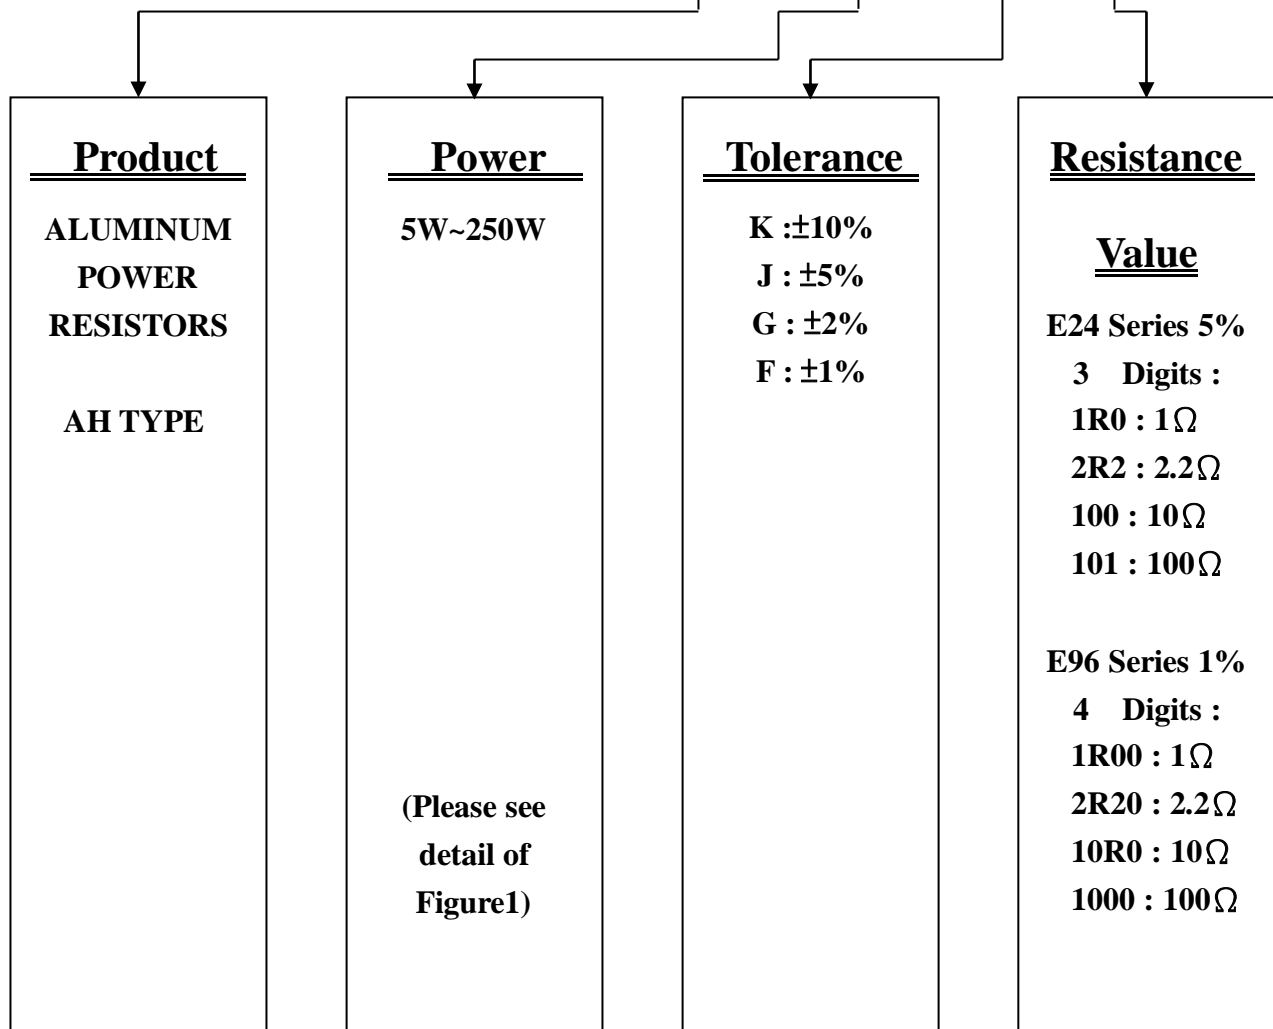 Product
ALUMINUM
POWER
RESISTORS
AH TYPE
Power
5W~250W
(Please see
detail of
Figure1)
Tolerance
K :±10%
J : ±5%
G : ±2%
F : ±1%
Resistance
Value
E24 Series 5%
3 Digits :
1R0 : 1Ω
2R2 : 2.2Ω
100 : 10Ω
101 : 100Ω
E96 Series 1%
4 Digits :
1R00 : 1Ω
2R20 : 2.2Ω
10R0 : 10Ω
1000 : 100Ω